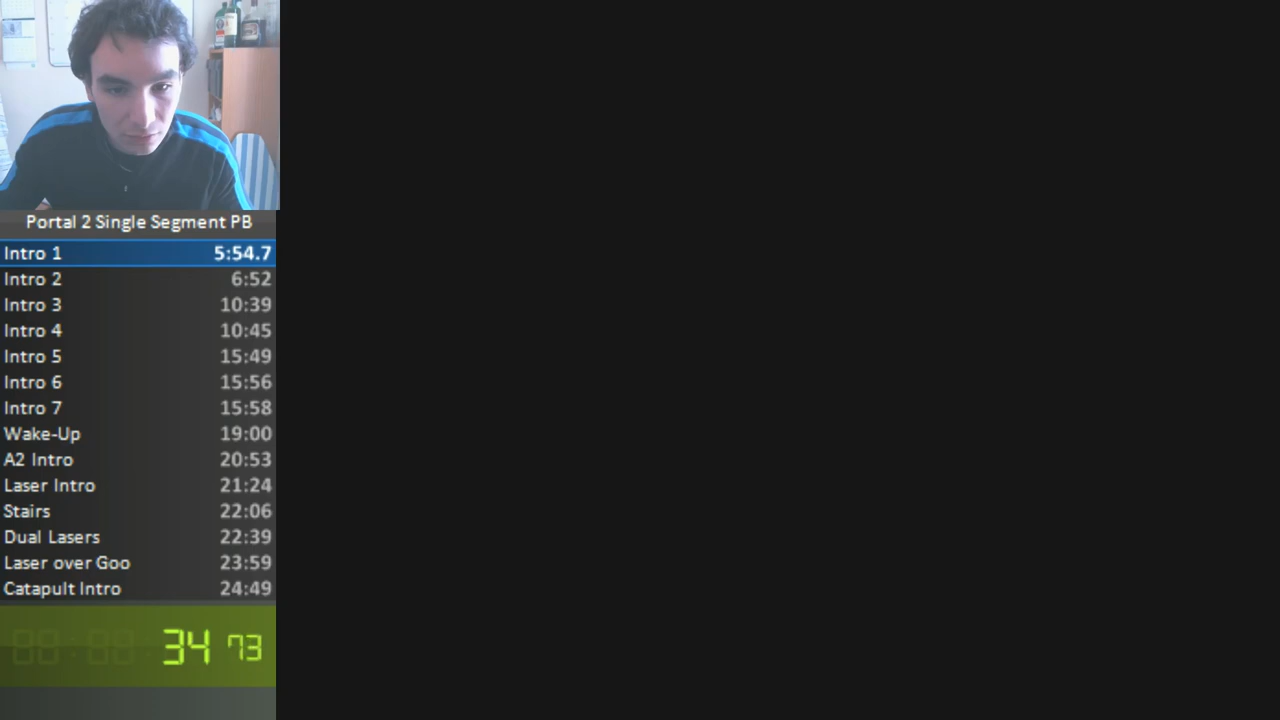 Portal 2 Single Segment PB
Intro 1 5:54.7
Intro 2 6:52
Intro 3 10:39
Intro 4 10:45
Intro 5 15:49
Intro 6 15:56
Intro 7 15:58
Wake-Up 19:00
A2 Intro 20:53
Laser Intro 21:24
Stairs 22:06
Dual Lasers 22:39
Laser over Goo 23:59
Catapult Intro 24:49
34 73